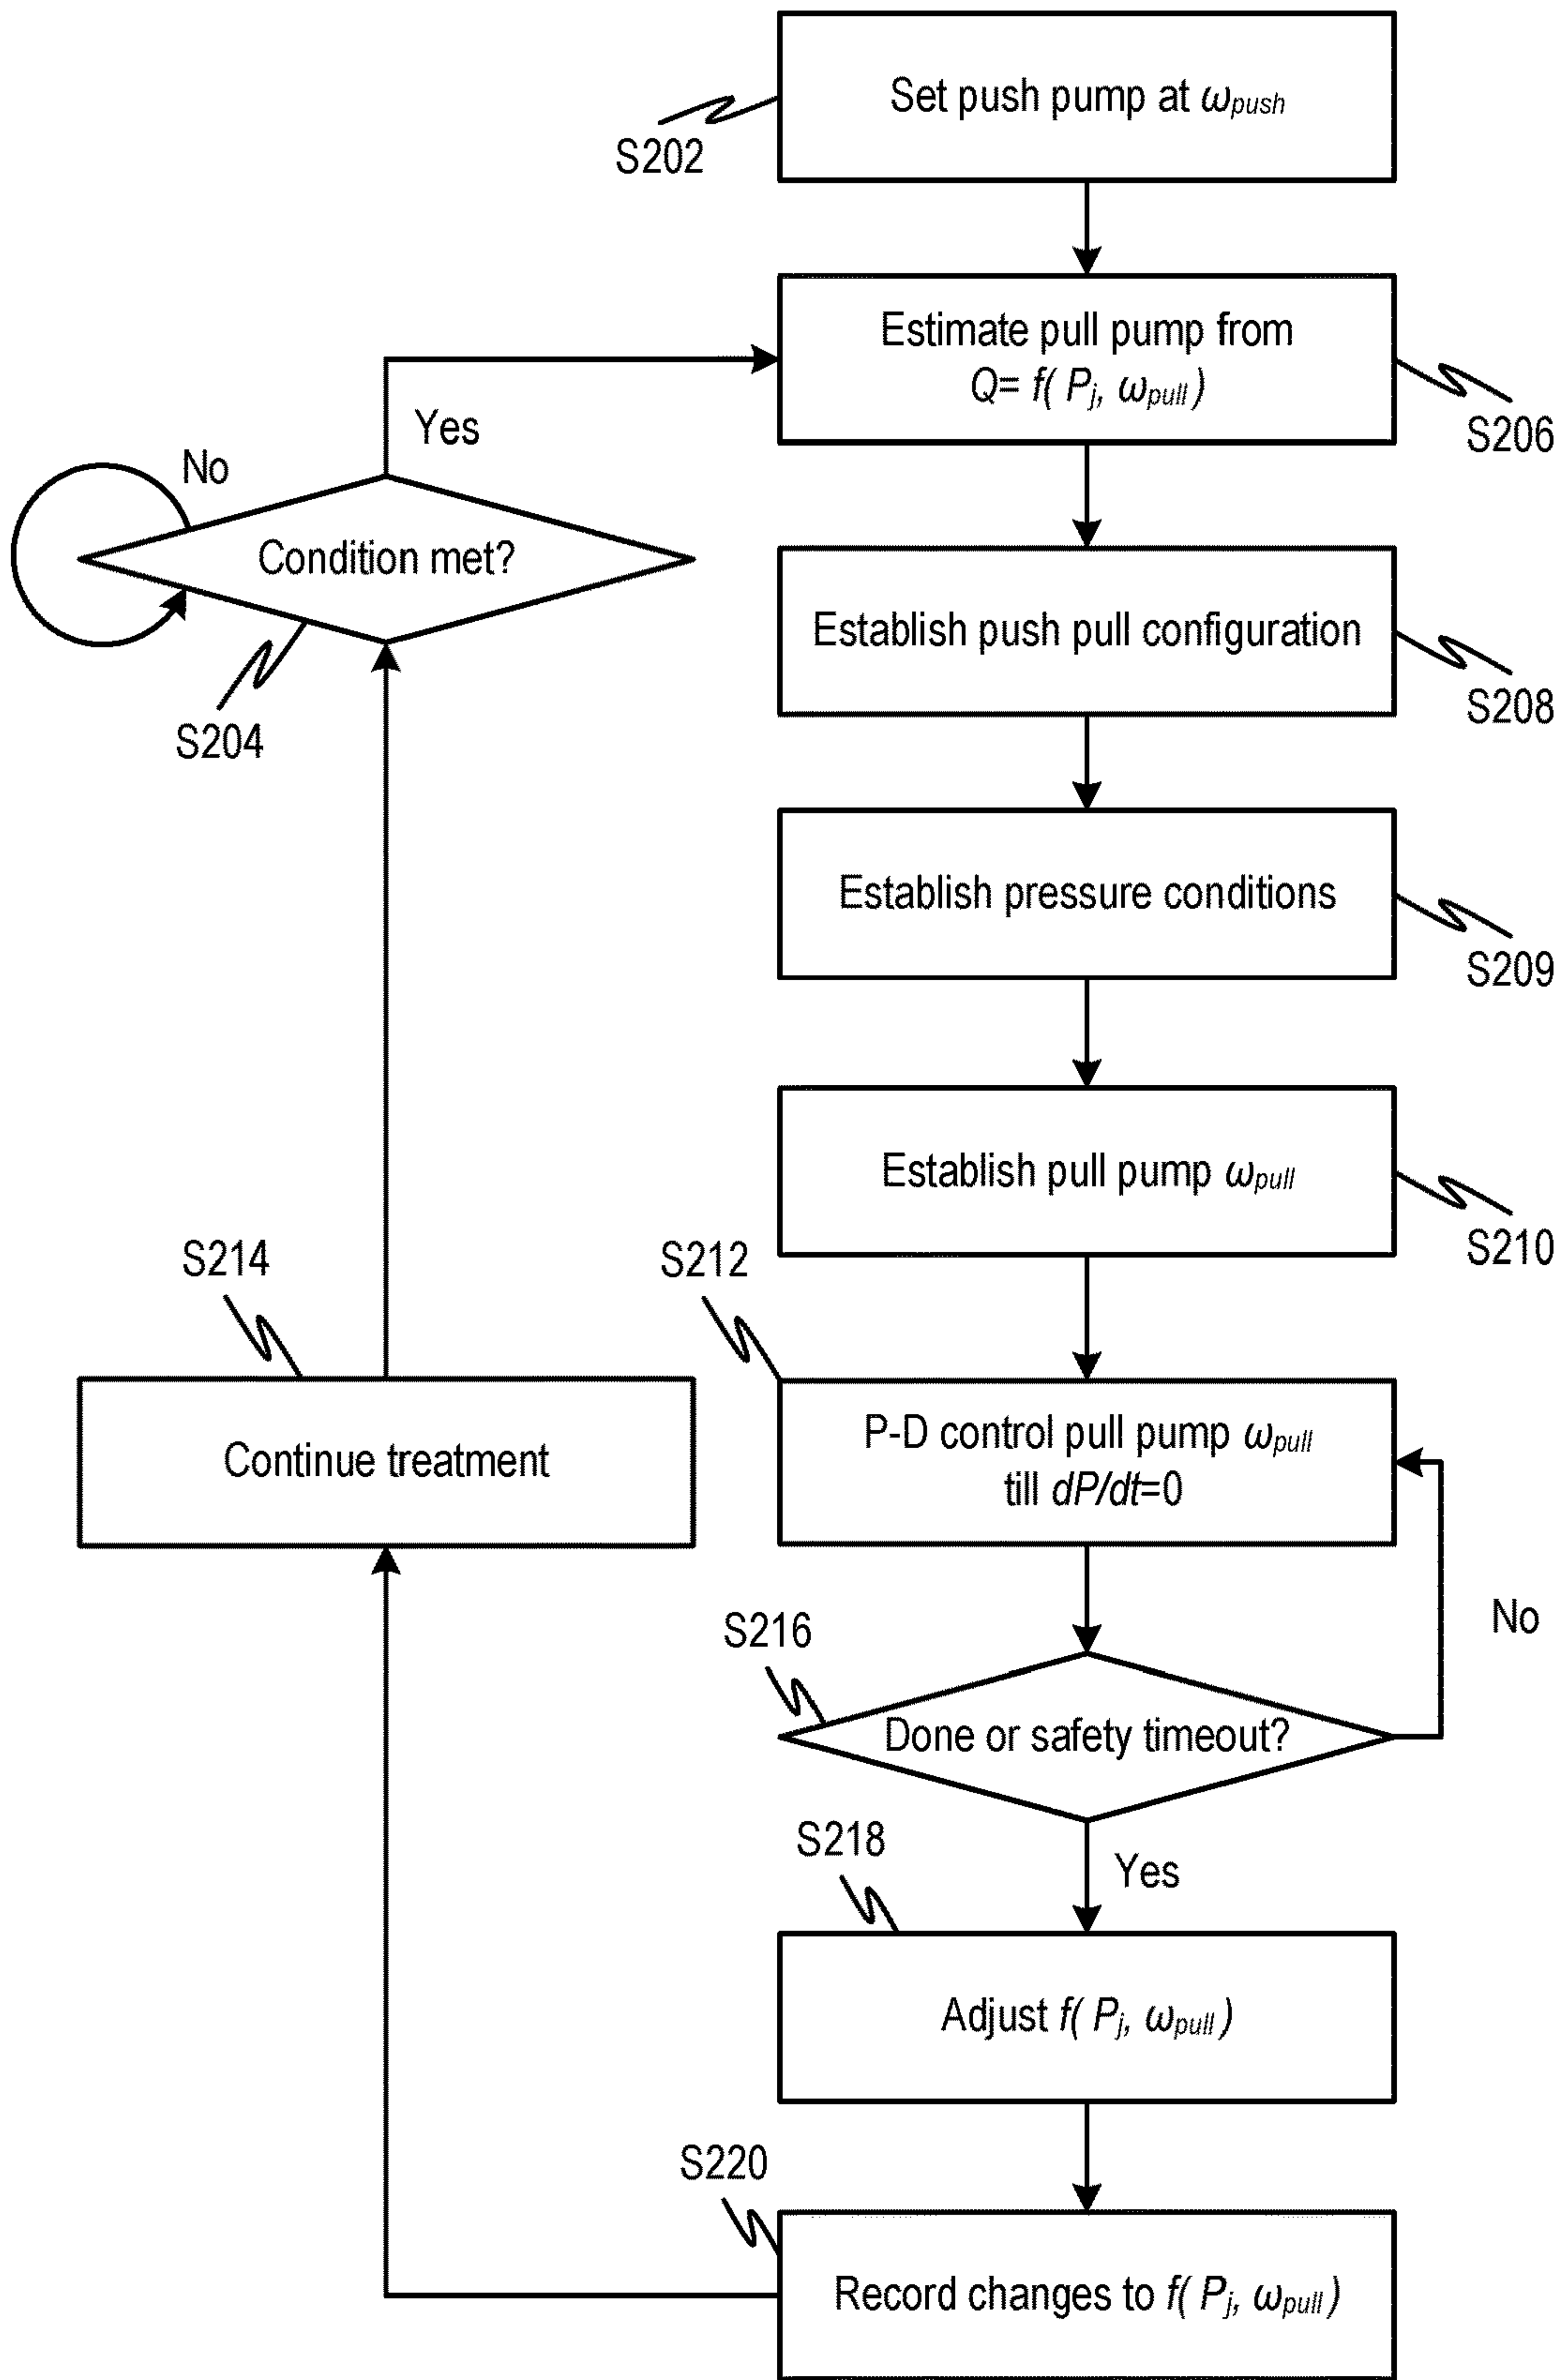 Set push pump at ωpush
S202
Estimate pull pump from
Q= f( Pj, ωpull )
S206
Yes
No
Condition met?
S204
Establish push pull configuration
S208
Establish pressure conditions
S209
Establish pull pump ωpull
S210
S214
S212
Continue treatment
P-D control pull pump ωpull
till dP/dt=0
No
S216
Done or safety timeout?
S218
Yes
Adjust f( Pj, ωpull )
S220
Record changes to f( Pj, ωpull )